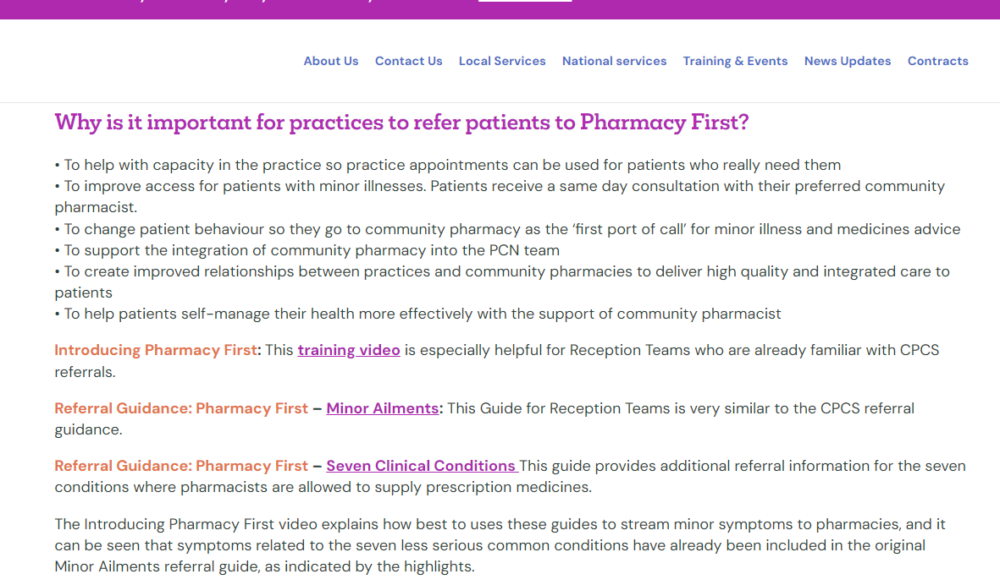 About Us Contact Us Local Services National services Training & Events News Updates Contracts
Why is it important for practices to refer patients to Pharmacy First?
• To help with capacity in the practice so practice appointments can be used for patients who really need them
• To improve access for patients with minor illnesses. Patients receive a same day consultation with their preferred community
pharmacist.
• To change patient behaviour so they go to community pharmacy as the ‘first port of call’ for minor illness and medicines advice
• To support the integration of community pharmacy into the PCN team
• To create improved relationships between practices and community pharmacies to deliver high quality and integrated care to
patients
• To help patients self-manage their health more effectively with the support of community pharmacist
Introducing Pharmacy First: This training video is especially helpful for Reception Teams who are already familiar with CPCS
referrals.
Referral Guidance: Pharmacy First – Minor Ailments: This Guide for Reception Teams is very similar to the CPCS referral
guidance.
Referral Guidance: Pharmacy First – Seven Clinical Conditions This guide provides additional referral information for the seven
conditions where pharmacists are allowed to supply prescription medicines.
The Introducing Pharmacy First video explains how best to uses these guides to stream minor symptoms to pharmacies, and it
can be seen that symptoms related to the seven less serious common conditions have already been included in the original
Minor Ailments referral guide, as indicated by the highlights.